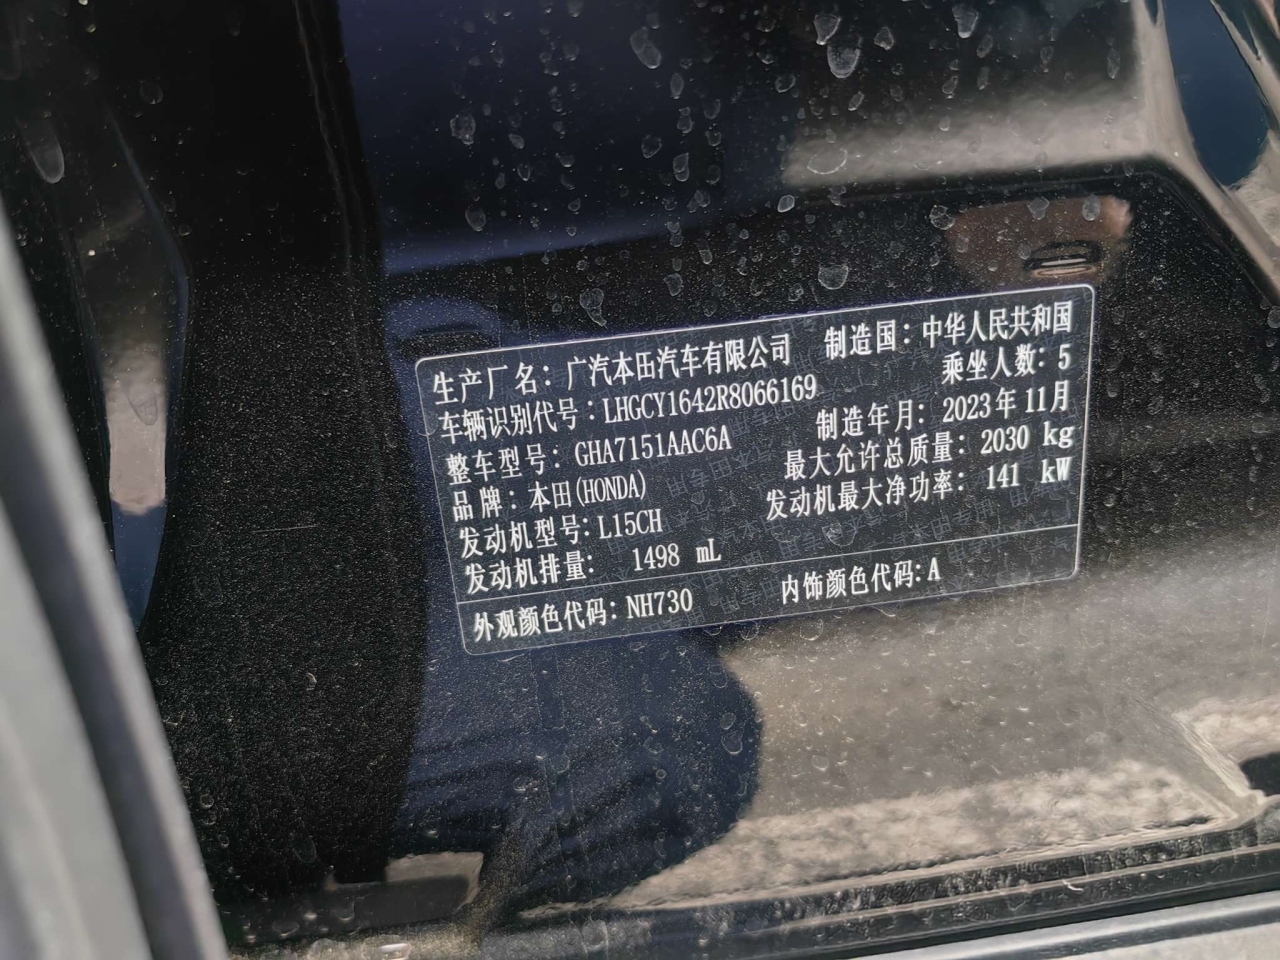 生产厂名：广汽本田汽车有限公司 制造国：中华人民共和国
车辆识别代号：LHGCY1642R8066169 乘坐人数：5
整车型号：GHA7151AAC6A 制造年月：2023年11月
品牌：本田(HONDA) 最大允许总质量：2030 kg
发动机型号：L15CH 发动机最大净功率：141 kW
发动机排量：1498 mL
外观颜色代码：NH730 内饰颜色代码：A